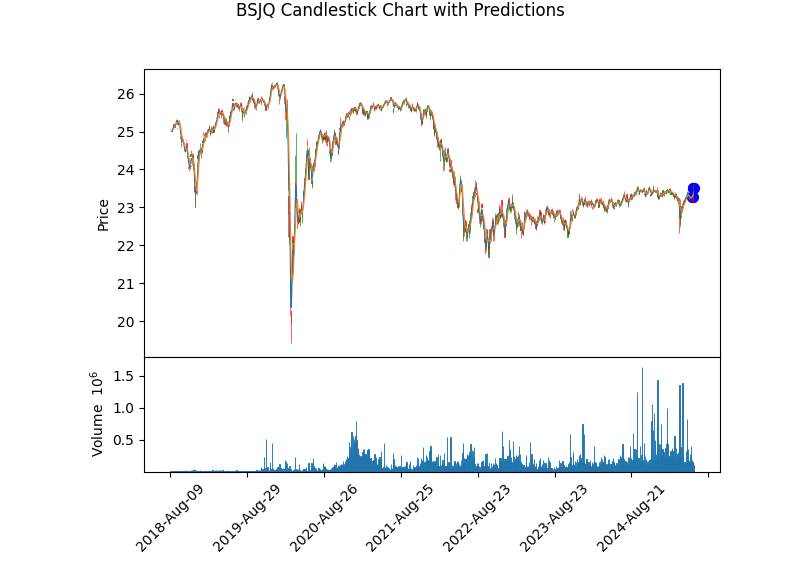 BSJQ Candlestick Chart with Predictions
26
25
24
23
22
21
20
Price
1.5
1.0
0.5
Volume 10^6
2018-Aug-09
2019-Aug-29
2020-Aug-26
2021-Aug-25
2022-Aug-23
2023-Aug-23
2024-Aug-21